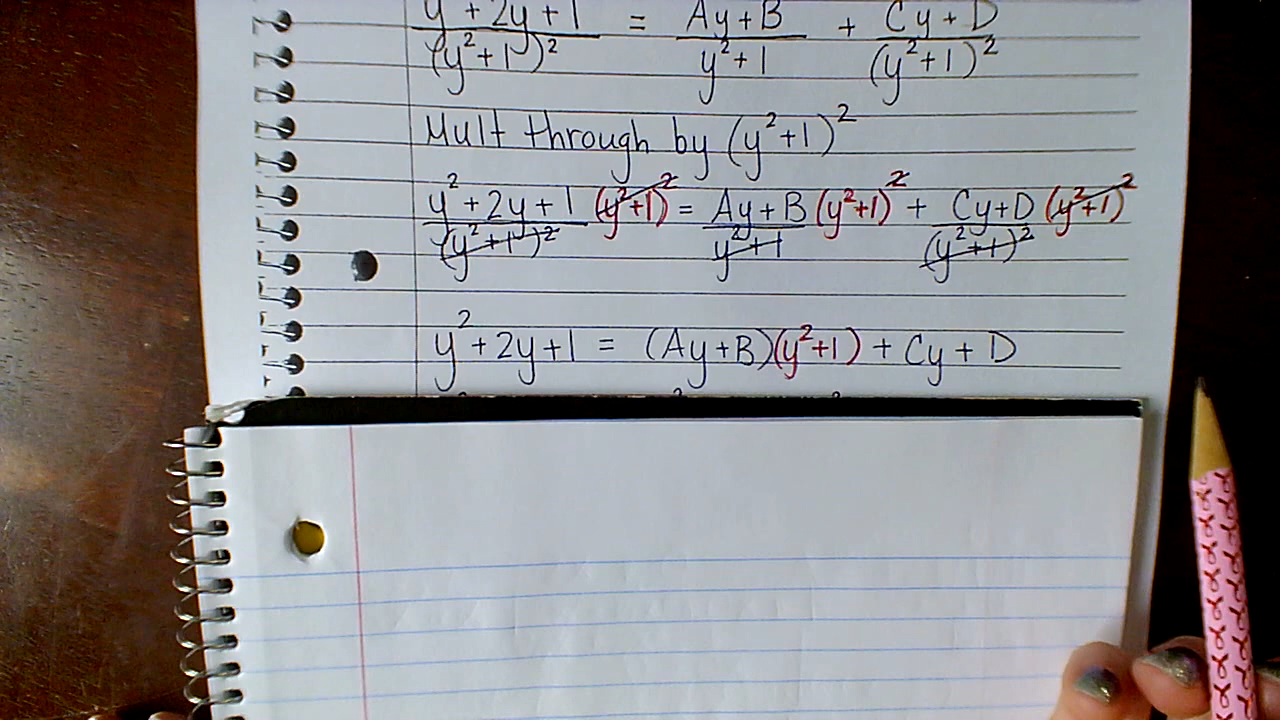 y + 2y + 1 / (y²+1)² = Ay + B / y²+1 + Cy + D / (y²+1)²
Mult through by (y²+1)²
y² + 2y + 1 / (y²+1)² (y²+1)² = Ay + B / y²+1 (y²+1)² + Cy+D / (y²+1)² (y²+1)²
y² + 2y + 1 = (Ay+B)(y²+1) + Cy + D